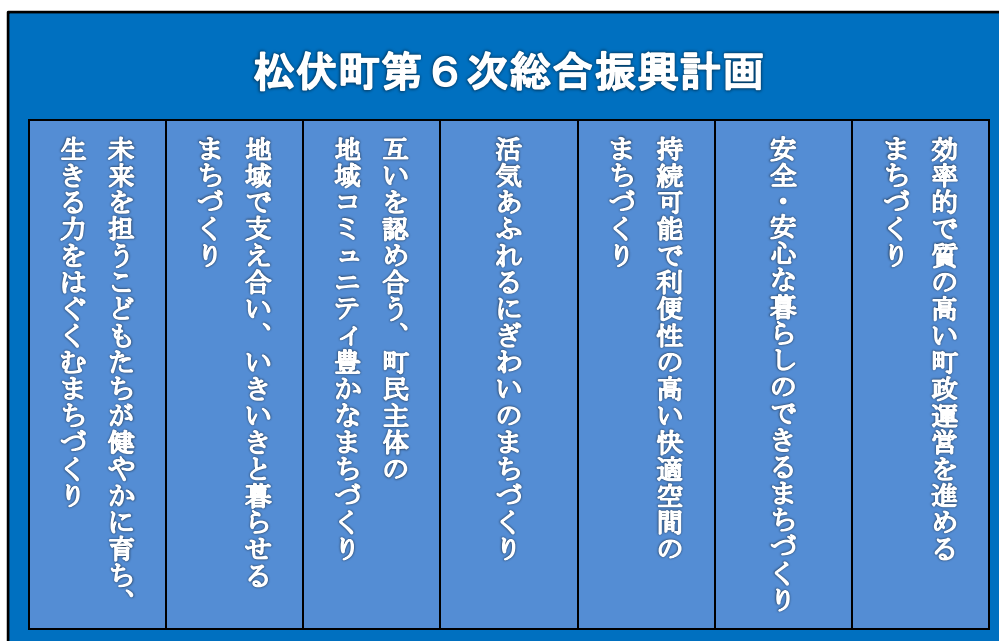 松伏町第６次総合振興計画
未来を担うこどもたちが健やかに育ち、
生きる力をはぐくむまちづくり
地域で支え合い、いきいきと暮らせる
まちづくり
互いを認め合う、町民主体の
地域コミュニティ豊かなまちづくり
活気あふれるにぎわいのまちづくり
持続可能で利便性の高い快適空間の
まちづくり
安全・安心な暮らしのできるまちづくり
効率的で質の高い町政運営を進める
まちづくり